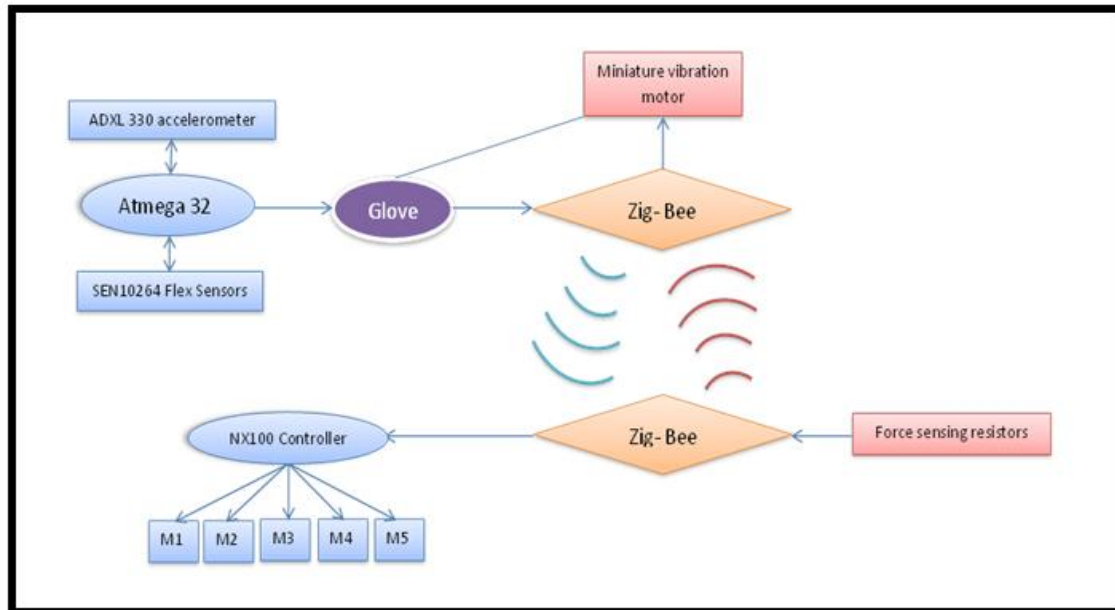 Miniature vibration
motor
ADXL 330 accelerometer
Atmega 32
Glove
Zig- Bee
SEN10264 Flex Sensors
NX100 Controller
Zig- Bee
Force sensing resistors
M1
M2
M3
M4
M5